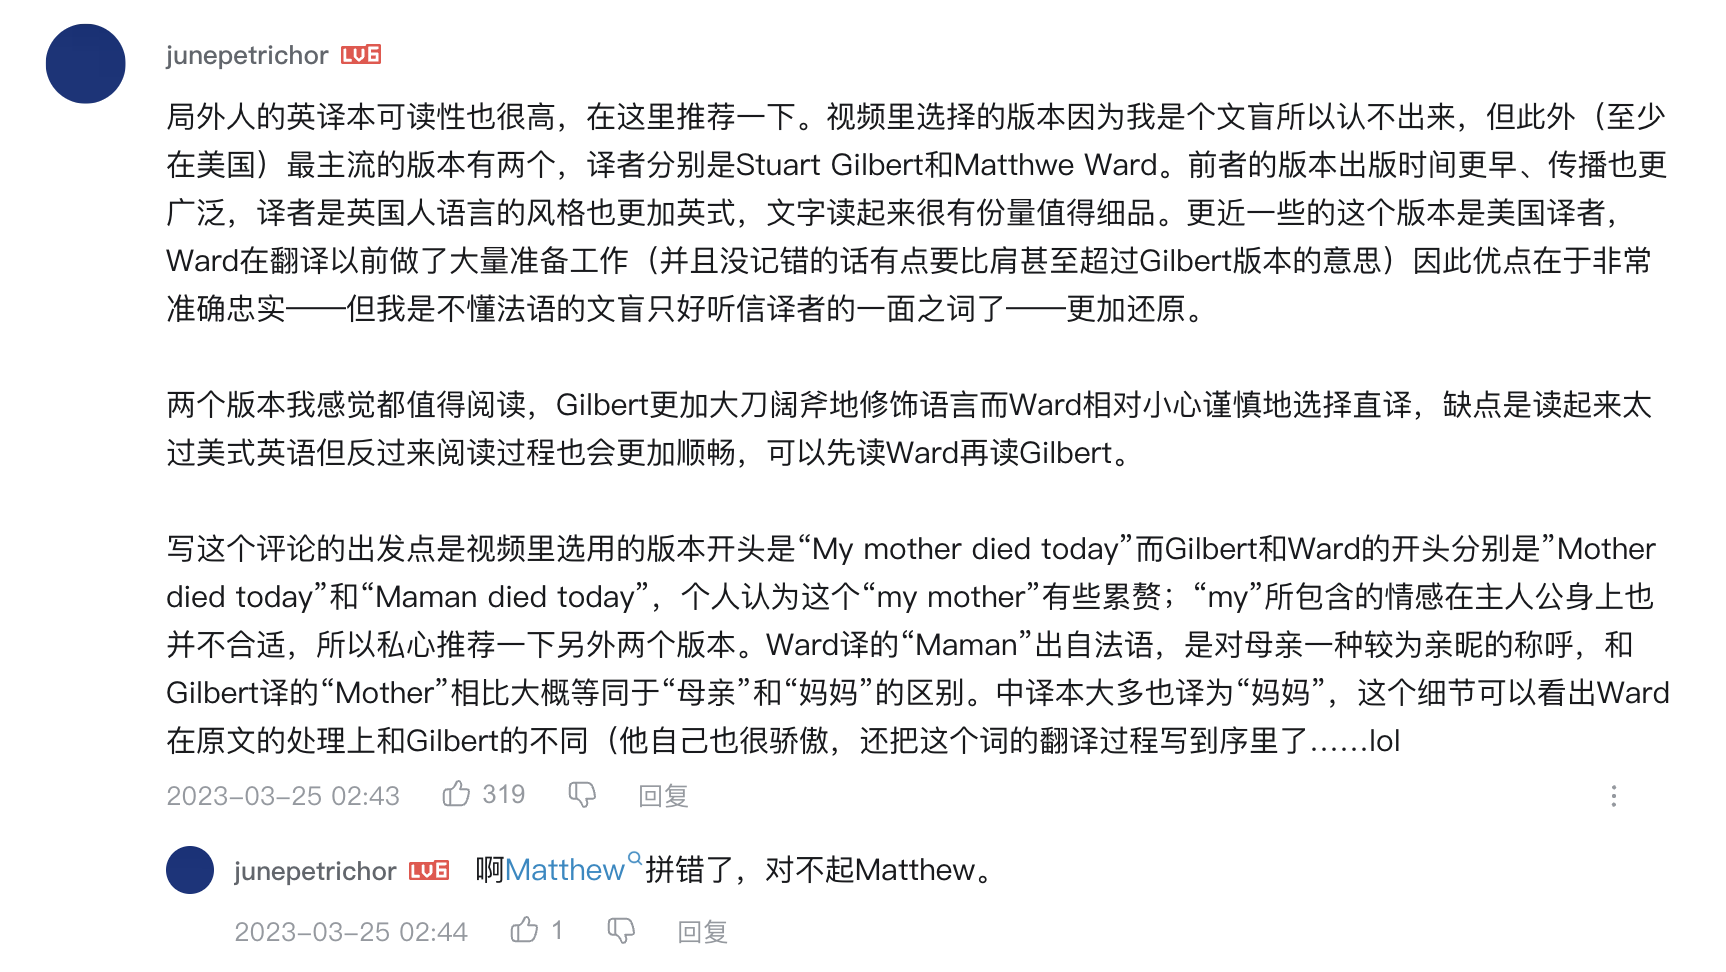 junepetrichor LV6
局外人的英译本可读性也很高，在这里推荐一下。视频里选择的版本因为我是个文盲所以认不出来，但此外（至少
在美国）最主流的版本有两个，译者分别是Stuart Gilbert和Matthwe Ward。前者的版本出版时间更早、传播也更
广泛，译者是英国人语言的风格也更加英式，文字读起来很有份量值得细品。更近一些的这个版本是美国译者，
Ward在翻译以前做了大量准备工作（并且没记错的话有点要比肩甚至超过Gilbert版本的意思）因此优点在于非常
准确忠实——但我是不懂法语的文盲只好听信译者的一面之词了——更加还原。
两个版本我感觉都值得阅读，Gilbert更加大刀阔斧地修饰语言而Ward相对小心谨慎地选择直译，缺点是读起来太
过美式英语但反过来阅读过程也会更加顺畅，可以先读Ward再读Gilbert。
写这个评论的出发点是视频里选用的版本开头是“My mother died today”而Gilbert和Ward的开头分别是”Mother
died today”和“Maman died today”，个人认为这个“my mother”有些累赘；“my”所包含的情感在主人公身上也
并不合适，所以私心推荐一下另外两个版本。Ward译的“Maman”出自法语，是对母亲一种较为亲昵的称呼，和
Gilbert译的“Mother”相比大概等同于“母亲”和“妈妈”的区别。中译本大多也译为“妈妈”，这个细节可以看出Ward
在原文的处理上和Gilbert的不同（他自己也很骄傲，还把这个词的翻译过程写到序里了……lol
2023-03-25 02:43 319 回复
junepetrichor LV6 啊Matthew拼错了，对不起Matthew。
2023-03-25 02:44 1 回复